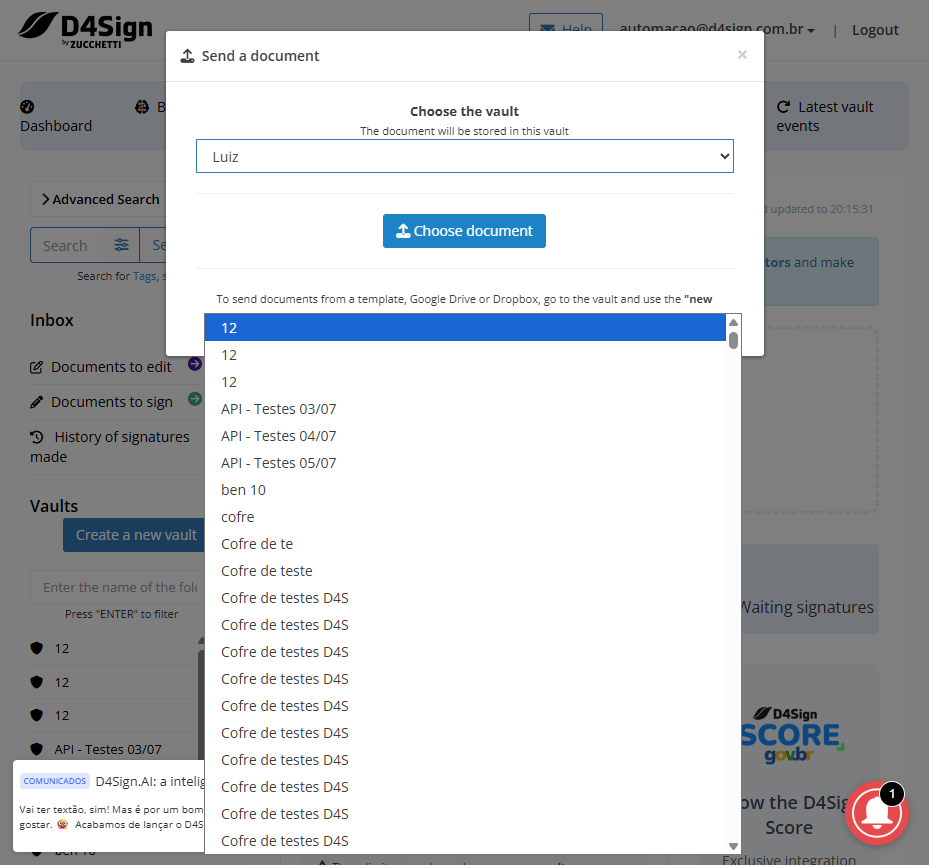 D4Sign
by ZUCCHETTI
Help
automacao@d4sign.com.br
|
Logout
Send a document
×
Dashboard
B
Latest vault
events
Choose the vault
The document will be stored in this vault
Luiz
Advanced Search
updated to 20:15:31
Search
Se
Choose document
tors and make
Search for Tags, s
To send documents from a template, Google Drive or Dropbox, go to the vault and use the "new
Inbox
Documents to edit
Documents to sign
History of signatures
made
Vaults
Create a new vault
Enter the name of the fol
Press "ENTER" to filter
12
12
12
API - Testes 03/07
12
12
12
API - Testes 03/07
API - Testes 04/07
API - Testes 05/07
ben 10
cofre
Cofre de te
Cofre de teste
Cofre de testes D4S
Cofre de testes D4S
Cofre de testes D4S
Cofre de testes D4S
Cofre de testes D4S
Cofre de testes D4S
Cofre de testes D4S
Cofre de testes D4S
Cofre de testes D4S
Cofre de testes D4S
Waiting signatures
D4Sign
SCORE
gov.br
ow the D4Sig
Score
Exclusive integration
COMUNICADOS
D4Sign.AI: a intelig
Vai ter textão, sim! Mas é por um bom
gostar. 🤪 Acabamos de lançar o D4S
ben 10
1